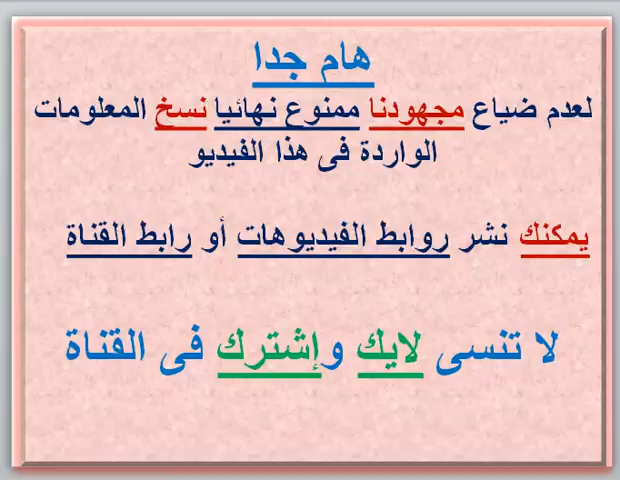 هام جدا
لعدم ضياع مجهودنا ممنوع نهائيا نسخ المعلومات
الواردة فى هذا الفيديو
يمكنك نشر روابط الفيديوهات أو رابط القناة
لا تنسى لايك وإشترك فى القناة